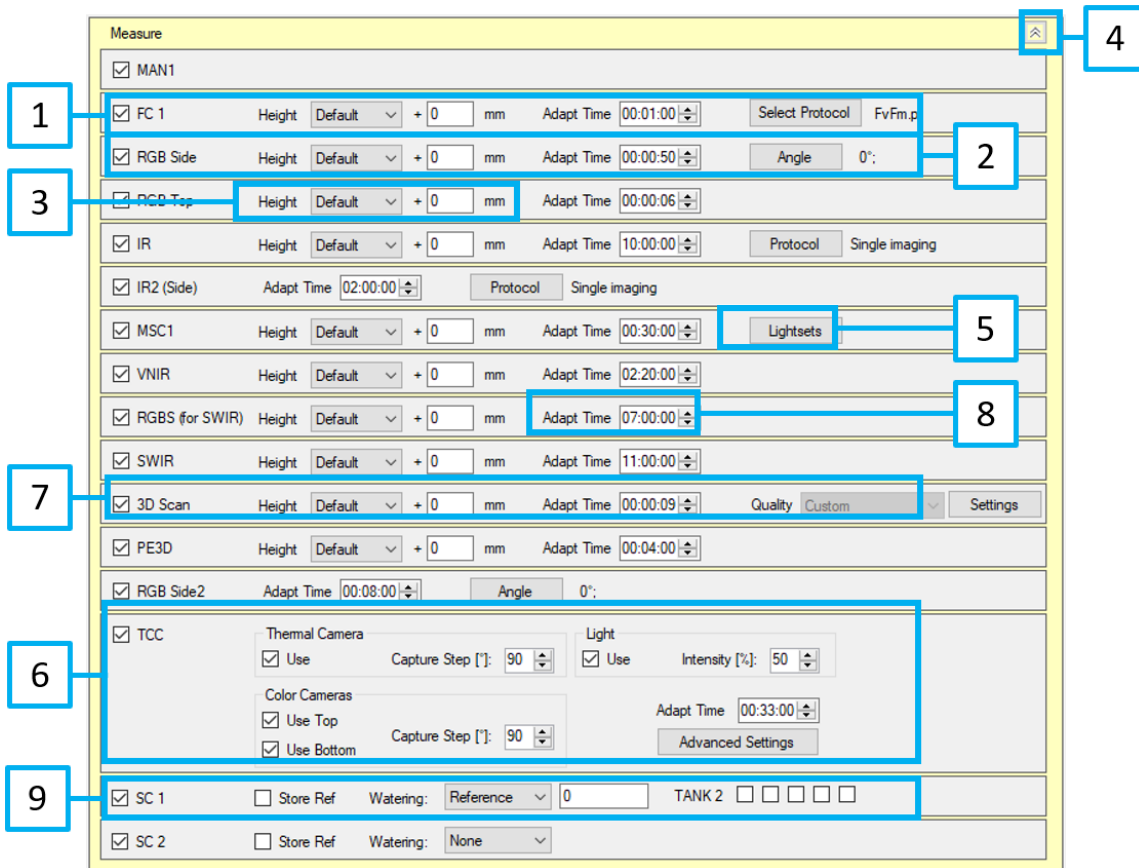 Measure
4
MAN1
1
FC 1 Height Default + 0 mm Adapt Time 00:01:00 Select Protocol FvFm.p
RGB Side Height Default + 0 mm Adapt Time 00:00:50 Angle 0°;
2
3
RGB Top Height Default + 0 mm Adapt Time 00:00:06
IR Height Default + 0 mm Adapt Time 10:00:00 Protocol Single imaging
IR2 (Side) Adapt Time 02:00:00 Protocol Single imaging
MSC1 Height Default + 0 mm Adapt Time 00:30:00 Lightsets
5
VNIR Height Default + 0 mm Adapt Time 02:20:00
RGBS (for SWIR) Height Default + 0 mm Adapt Time 07:00:00
8
SWIR Height Default + 0 mm Adapt Time 11:00:00
7
3D Scan Height Default + 0 mm Adapt Time 00:00:09 Quality Custom Settings
PE3D Height Default + 0 mm Adapt Time 00:04:00
RGB Side2 Adapt Time 00:08:00 Angle 0°;
6
TCC Thermal Camera Light
Use Capture Step [°]: 90 Use Intensity [%]: 50
Color Cameras
Use Top Capture Step [°]: 90 Adapt Time 00:33:00
Use Bottom Advanced Settings
9
SC 1 Store Ref Watering: Reference 0 TANK 2
SC 2 Store Ref Watering: None